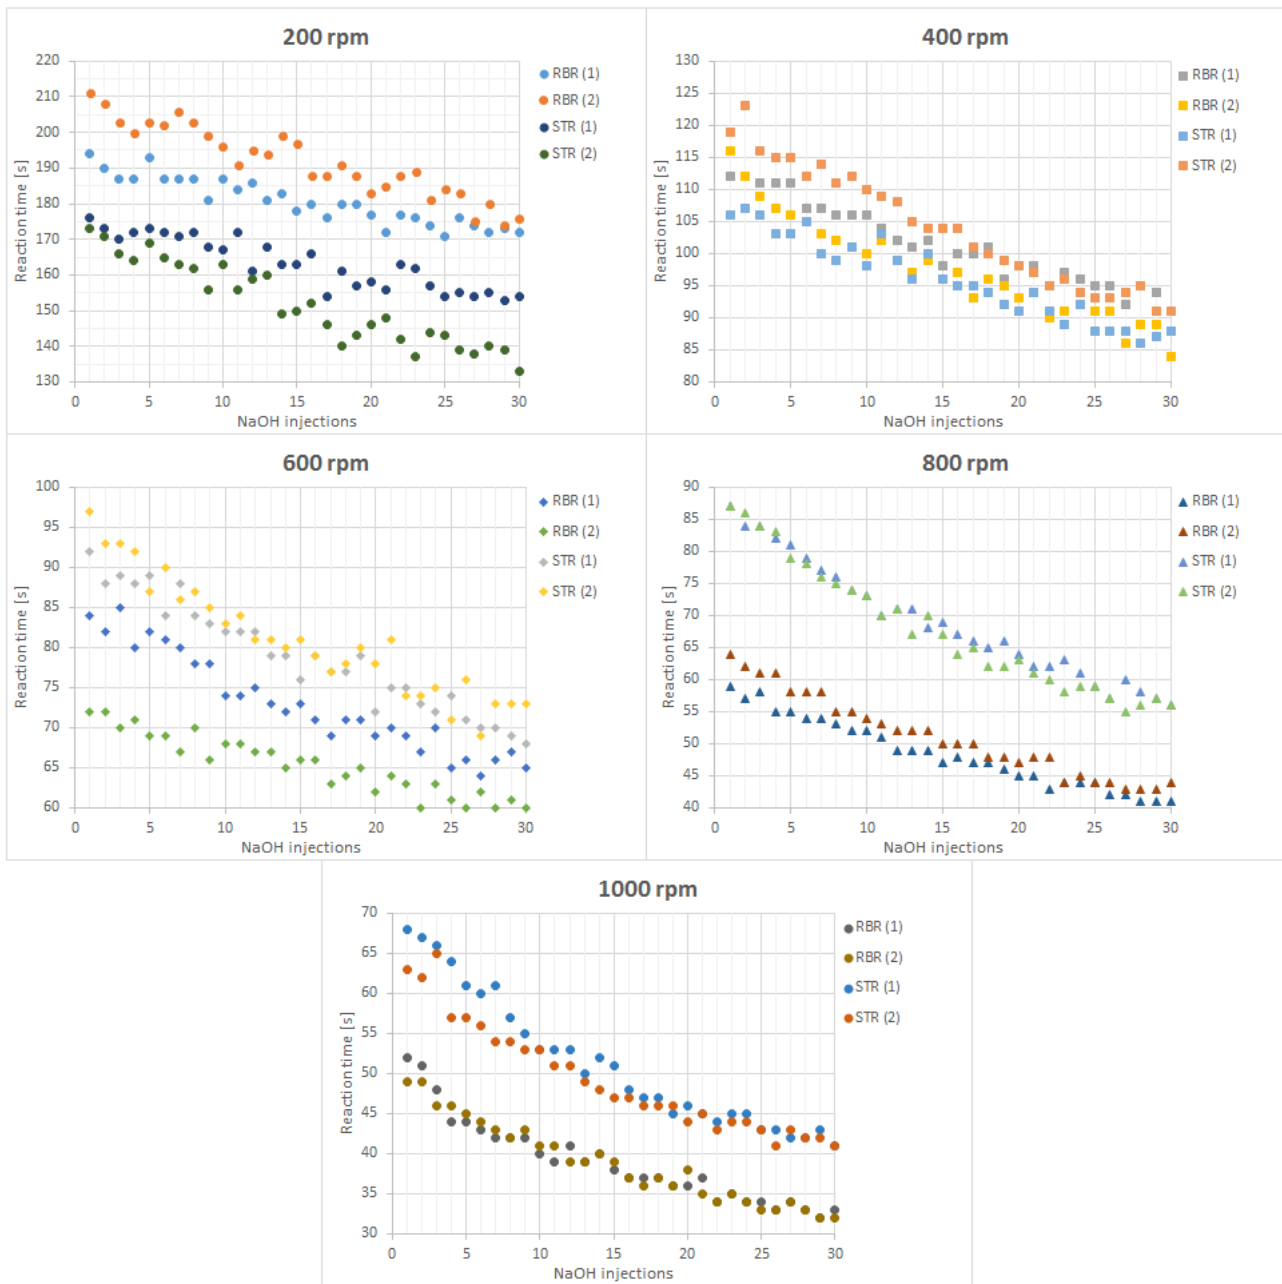 200 rpm
220
210
200
190
180
170
160
150
140
130
Reaction time [s]
0 5 10 15 20 25 30
NaOH injections
RBR (1)
RBR (2)
STR (1)
STR (2)
400 rpm
130
125
120
115
110
105
100
95
90
85
80
Reaction time [s]
0 5 10 15 20 25 30
NaOH injections
RBR (1)
RBR (2)
STR (1)
STR (2)
600 rpm
100
95
90
85
80
75
70
65
60
Reaction time [s]
0 5 10 15 20 25 30
NaOH injections
RBR (1)
RBR (2)
STR (1)
STR (2)
800 rpm
90
85
80
75
70
65
60
55
50
45
40
Reaction time [s]
0 5 10 15 20 25 30
NaOH injections
RBR (1)
RBR (2)
STR (1)
STR (2)
1000 rpm
70
65
60
55
50
45
40
35
30
Reaction time [s]
0 5 10 15 20 25 30
NaOH injections
RBR (1)
RBR (2)
STR (1)
STR (2)